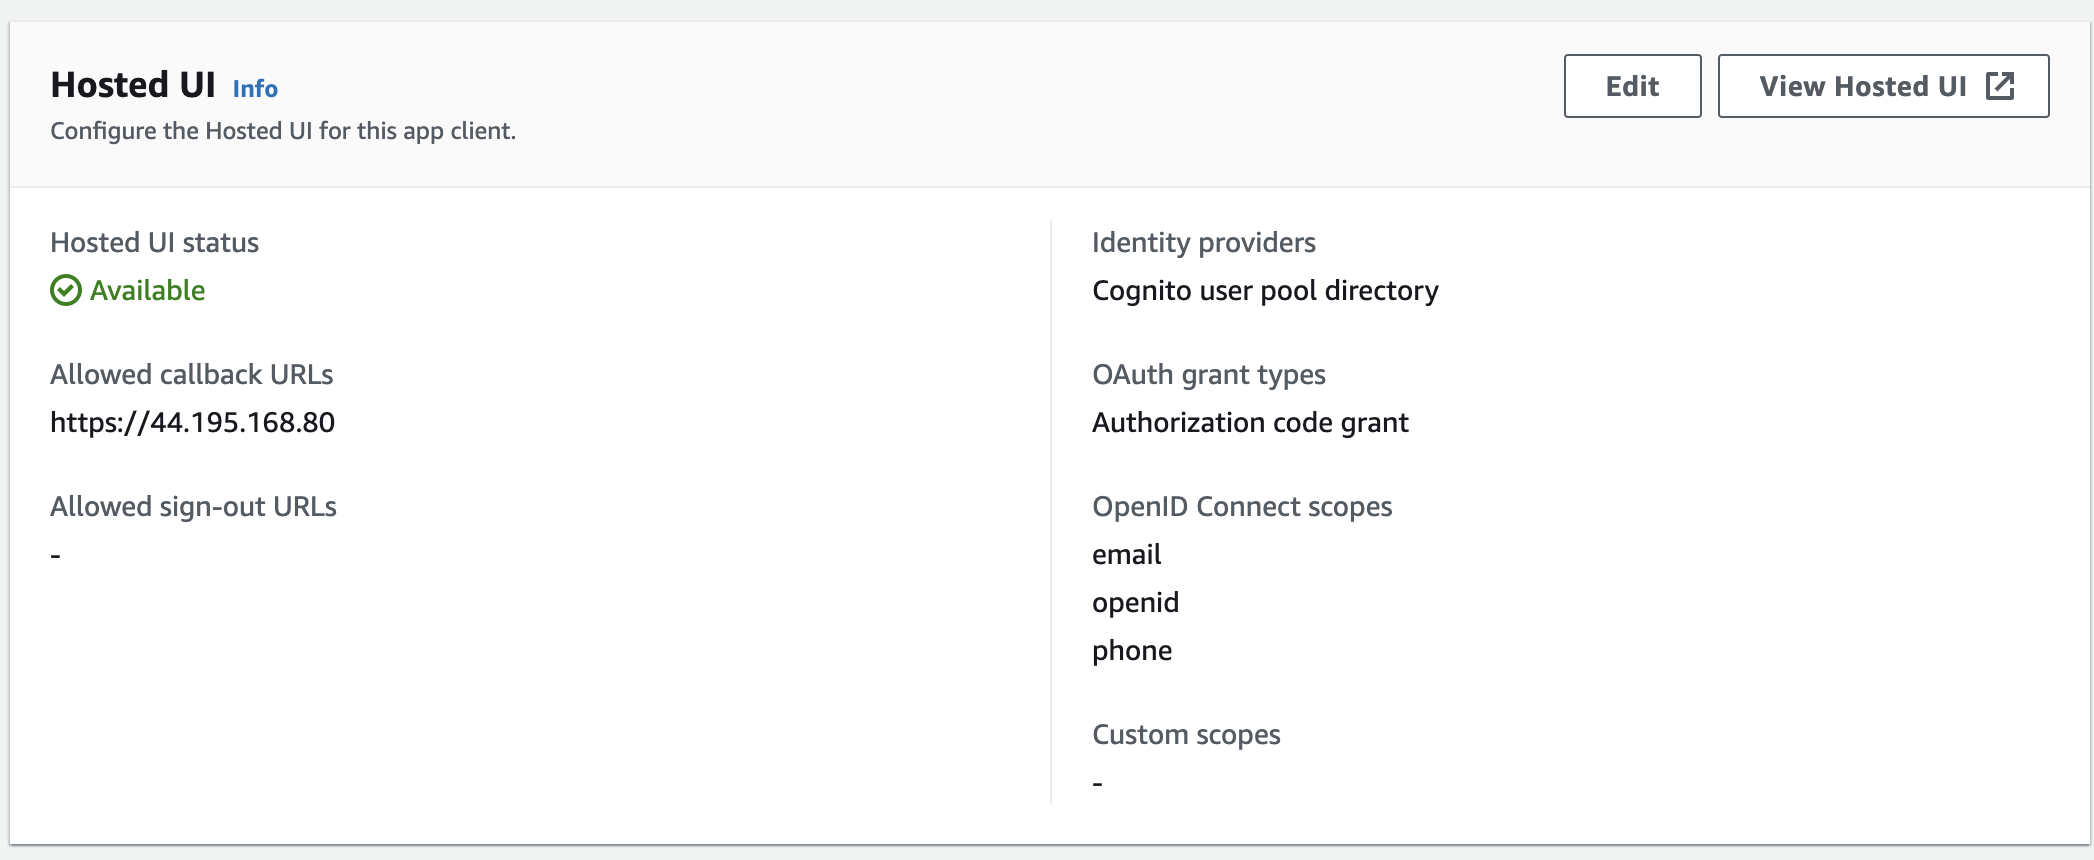 Hosted UI Info
Configure the Hosted UI for this app client.
Edit
View Hosted UI
Hosted UI status
Available
Allowed callback URLs
https://44.195.168.80
Allowed sign-out URLs
-
Identity providers
Cognito user pool directory
OAuth grant types
Authorization code grant
OpenID Connect scopes
email
openid
phone
Custom scopes
-